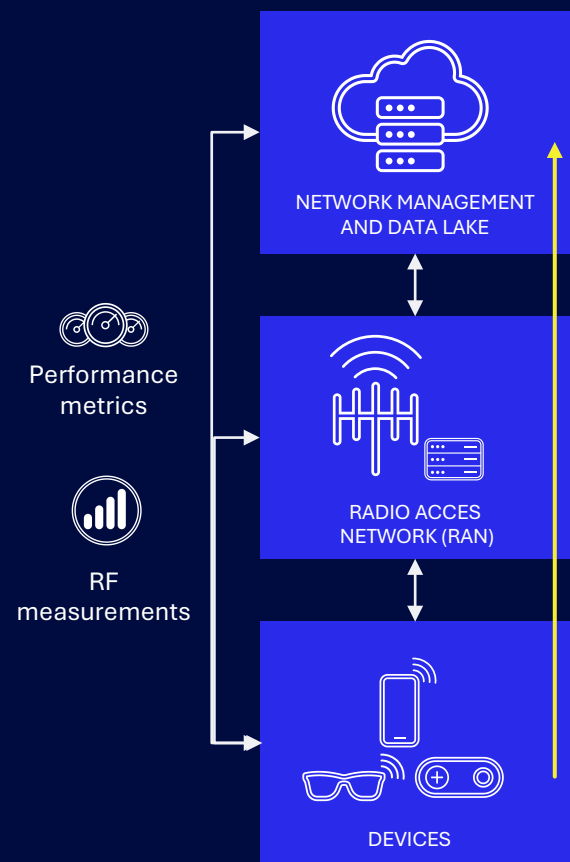 NETWORK MANAGEMENT
AND DATA LAKE
Performance
metrics
RADIO ACCES
NETWORK (RAN)
RF
measurements
DEVICES